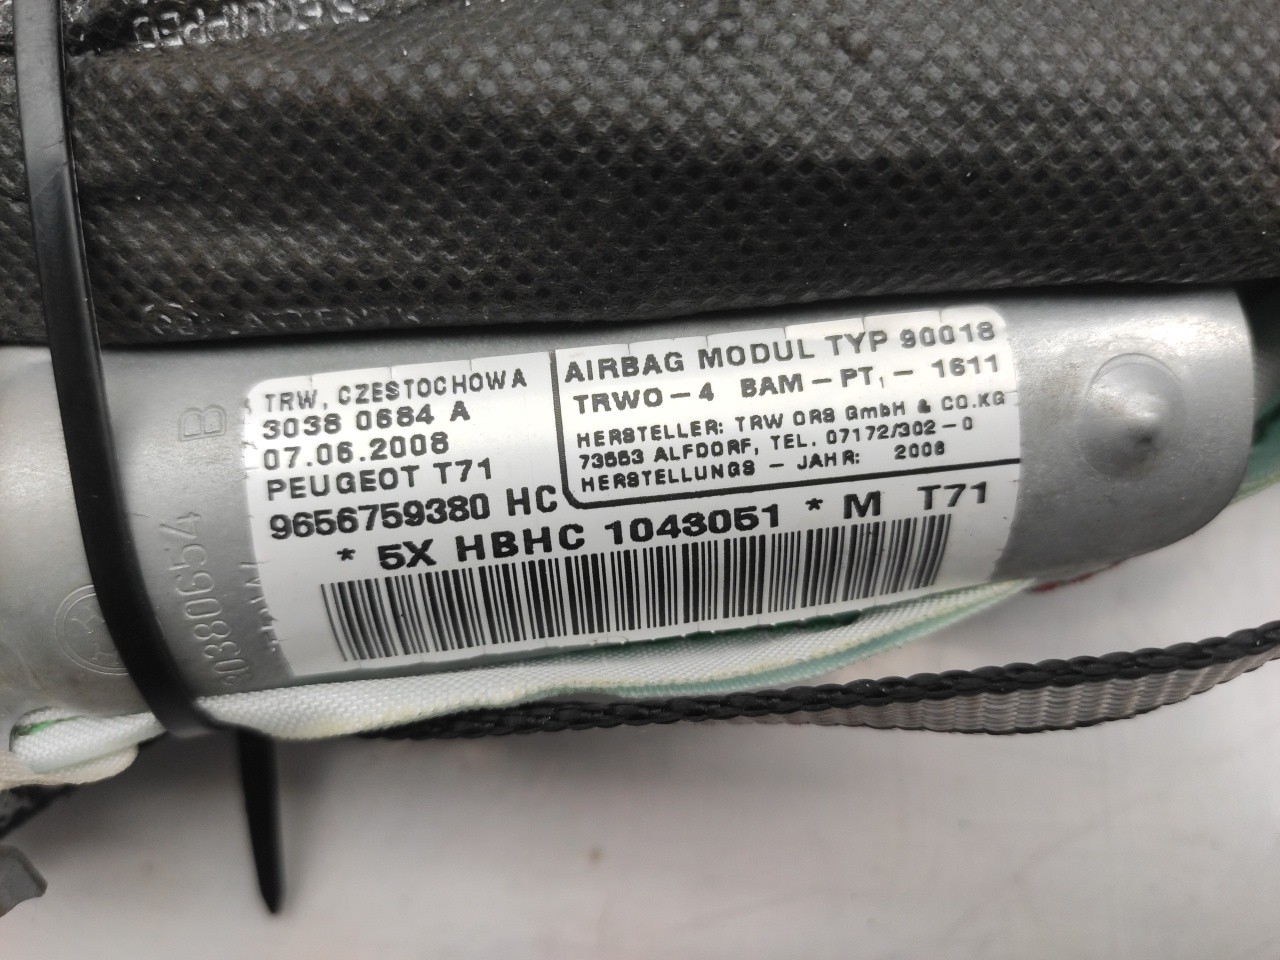 TRW, CZESTOCHOWA
3038 0684 A
07.06.2008
PEUGEOT T71
9656759380 HC
AIRBAG MODUL TYP 90018
TRWO-4 BAM-PT,- 1611
HERSTELLER: TRW ORS GmbH & CO.KG
73553 ALFDORF, TEL. 07172/302-0
HERSTELLUNGS - JAHR: 2008
* 5X HBHC 1043051 * M T71
B
30380654
TRW